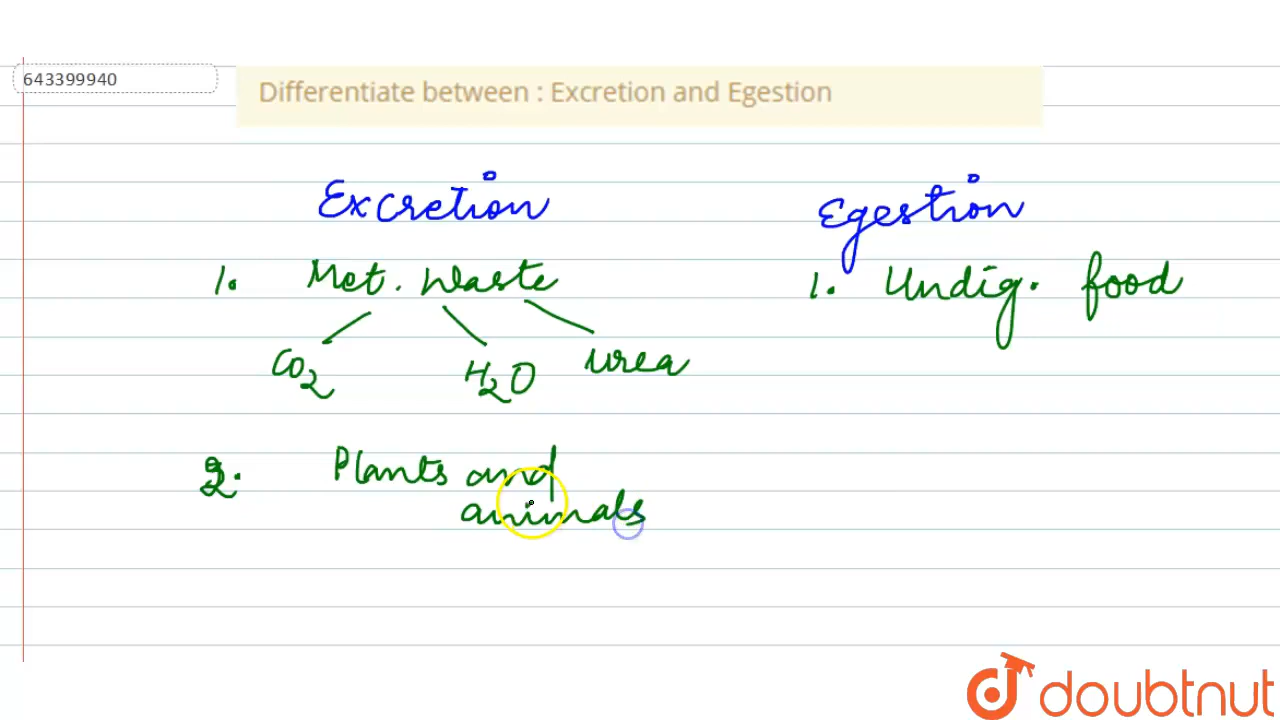 643399940
Differentiate between : Excretion and Egestion
Excretion Egestion
1. Met. Waste 1. Undig. food
CO2 H2O Urea
2. Plants and
animals
doubtnut